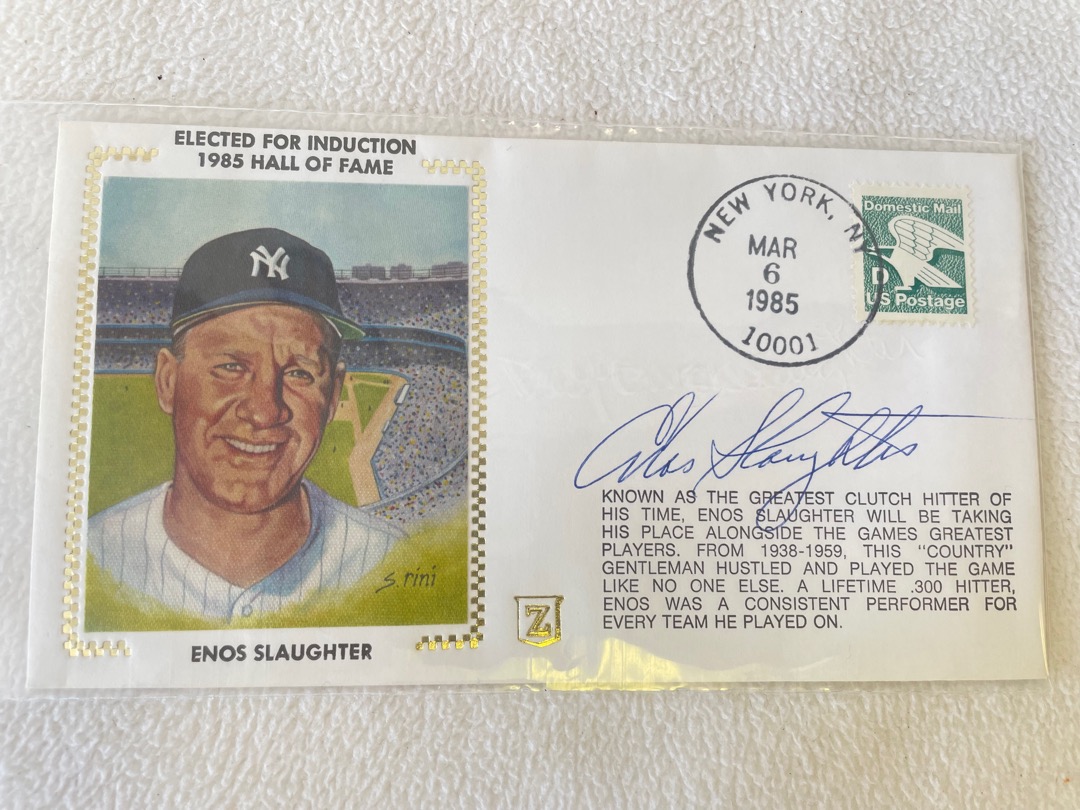 ELECTED FOR INDUCTION
1985 HALL OF FAME
NY
S. rini
ENOS SLAUGHTER
Z
NEW YORK, NY
MAR
6
1985
10001
Domestic Mail
D
US Postage
Enos Slaughter
KNOWN AS THE GREATEST CLUTCH HITTER OF
HIS TIME, ENOS SLAUGHTER WILL BE TAKING
HIS PLACE ALONGSIDE THE GAMES GREATEST
PLAYERS. FROM 1938-1959, THIS "COUNTRY"
GENTLEMAN HUSTLED AND PLAYED THE GAME
LIKE NO ONE ELSE. A LIFETIME .300 HITTER,
ENOS WAS A CONSISTENT PERFORMER FOR
EVERY TEAM HE PLAYED ON.